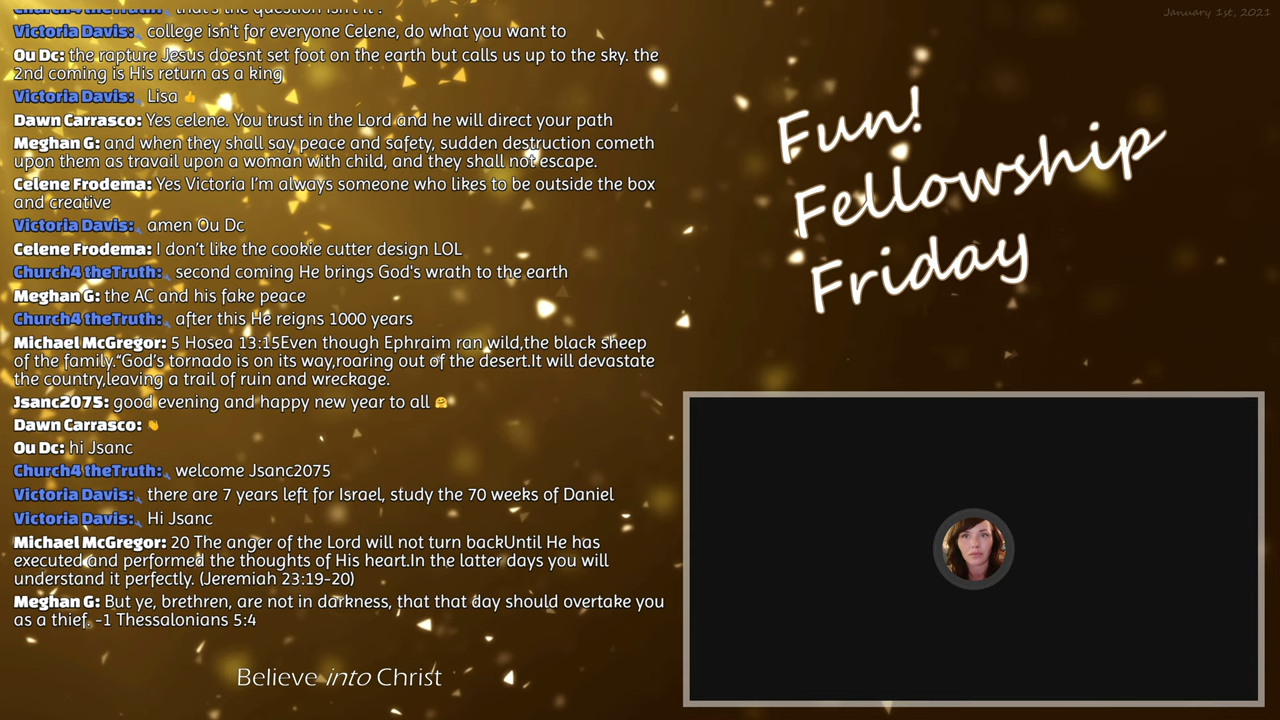 Church4 theTruth: that's the question isn't it?
Victoria Davis: college isn't for everyone Celene, do what you want to
Ou Dc: the rapture Jesus doesnt set foot on the earth but calls us up to the sky. the
2nd coming is His return as a king
Victoria Davis: Lisa 👍
Dawn Carrasco: Yes celene. You trust in the Lord and he will direct your path
Meghan G: and when they shall say peace and safety, sudden destruction cometh
upon them as travail upon a woman with child, and they shall not escape.
Celene Frodema: Yes Victoria I'm always someone who likes to be outside the box
and creative
Victoria Davis: amen Ou Dc
Celene Frodema: I don't like the cookie cutter design LOL
Church4 theTruth: second coming He brings God's wrath to the earth
Meghan G: the AC and his fake peace
Church4 theTruth: after this He reigns 1000 years
Michael McGregor: 5 Hosea 13:15Even though Ephraim ran wild,the black sheep
of the family.“God's tornado is on its way,roaring out of the desert.It will devastate
the country,leaving a trail of ruin and wreckage.
Jsanc2075: good evening and happy new year to all 🤗
Dawn Carrasco: 👋
Ou Dc: hi Jsanc
Church4 theTruth: welcome Jsanc2075
Victoria Davis: there are 7 years left for Israel, study the 70 weeks of Daniel
Victoria Davis: Hi Jsanc
Michael McGregor: 20 The anger of the Lord will not turn backUntil He has
executed and performed the thoughts of His heart.In the latter days you will
understand it perfectly. (Jeremiah 23:19-20)
Meghan G: But ye, brethren, are not in darkness, that that day should overtake you
as a thief. -1 Thessalonians 5:4
Believe into Christ
January 1st, 2021
Fun!
Fellowship
Friday